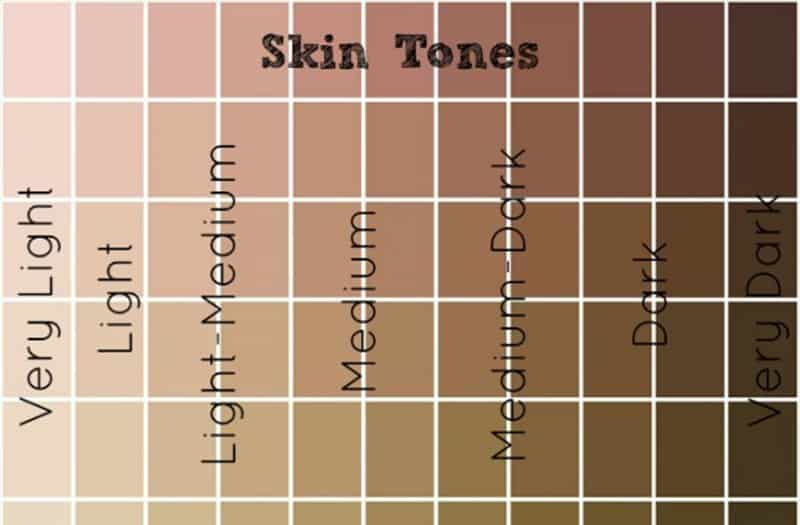 Skin Tones
Very Light
Light
Light-Medium
Medium
Medium-Dark
Dark
Very Dark